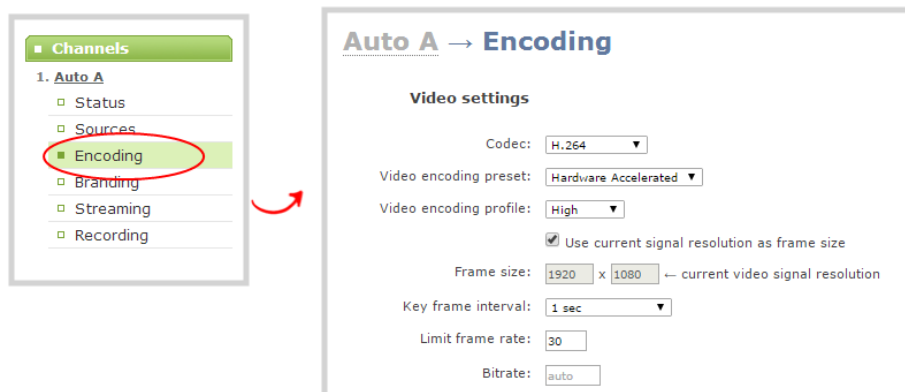 Channels
1. Auto A
Status
Sources
Encoding
Branding
Streaming
Recording
Auto A → Encoding
Video settings
Codec: H.264
Video encoding preset: Hardware Accelerated
Video encoding profile: High
Use current signal resolution as frame size
Frame size: 1920 x 1080 ← current video signal resolution
Key frame interval: 1 sec
Limit frame rate: 30
Bitrate: auto